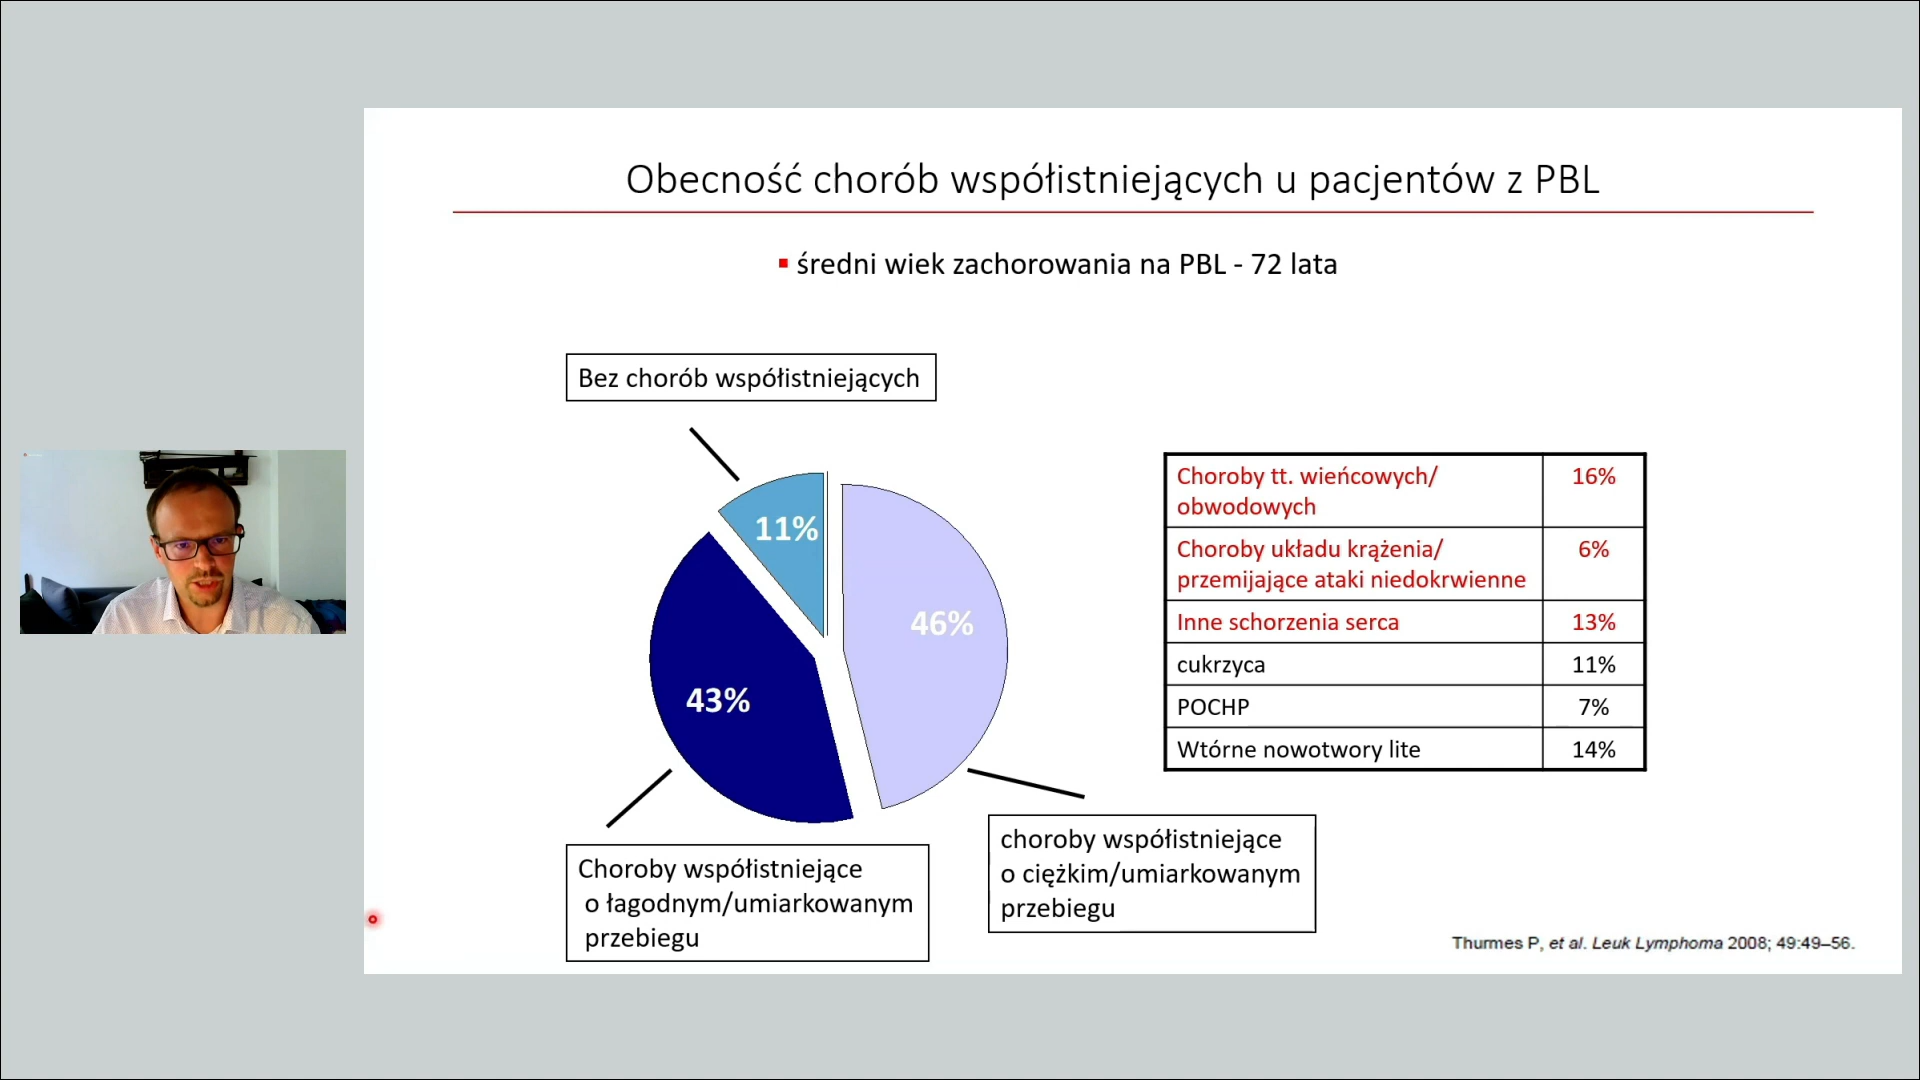 Obecność chorób współistniejących u pacjentów z PBL
▪ średni wiek zachorowania na PBL - 72 lata
Bez chorób współistniejących
11%
46%
43%
Choroby współistniejące
o łagodnym/umiarkowanym
przebiegu
choroby współistniejące
o ciężkim/umiarkowanym
przebiegu
Choroby tt. wieńcowych/
obwodowych
16%
Choroby układu krążenia/
przemijające ataki niedokrwienne
6%
Inne schorzenia serca 13%
cukrzyca 11%
POCHP 7%
Wtórne nowotwory lite 14%
Thurmes P, et al. Leuk Lymphoma 2008; 49:49–56.